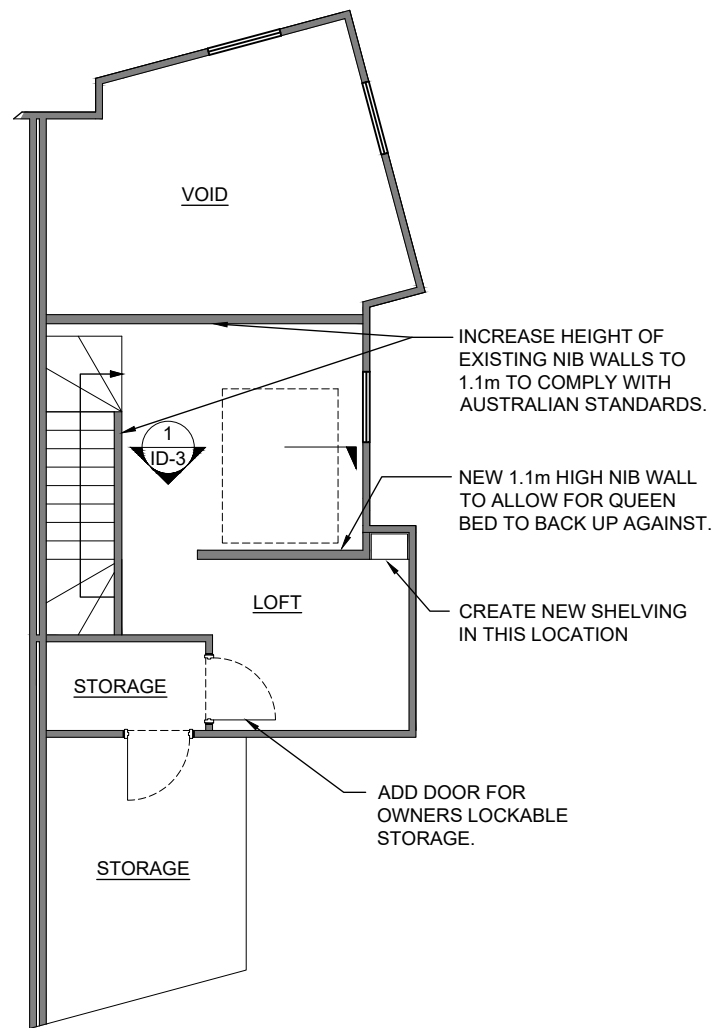 VOID
INCREASE HEIGHT OF
EXISTING NIB WALLS TO
1.1m TO COMPLY WITH
AUSTRALIAN STANDARDS.
1
ID-3
NEW 1.1m HIGH NIB WALL
TO ALLOW FOR QUEEN
BED TO BACK UP AGAINST.
LOFT
CREATE NEW SHELVING
IN THIS LOCATION
STORAGE
ADD DOOR FOR
OWNERS LOCKABLE
STORAGE.
STORAGE